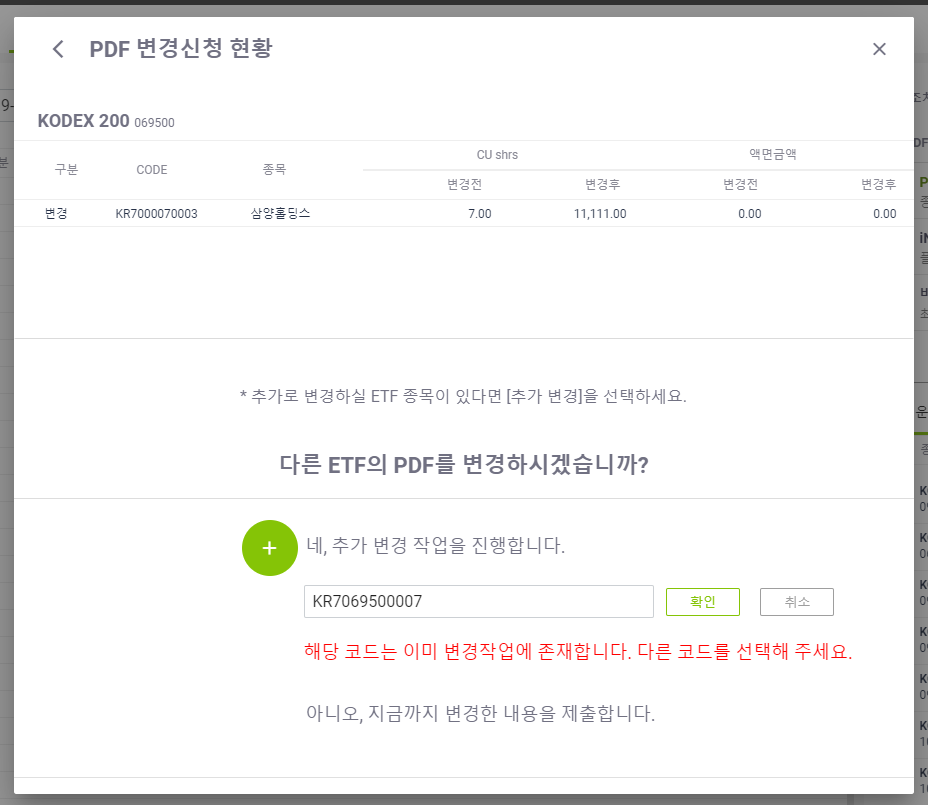 PDF 변경신청 현황
KODEX 200 069500
구분 CODE 종목 CU shrs 액면금액
변경전 변경후 변경전 변경후
변경 KR7000070003 삼양홀딩스 7.00 11,111.00 0.00 0.00
* 추가로 변경하실 ETF 종목이 있다면 [추가 변경]을 선택하세요.
다른 ETF의 PDF를 변경하시겠습니까?
+ 네, 추가 변경 작업을 진행합니다.
KR7069500007 확인 취소
해당 코드는 이미 변경작업에 존재합니다. 다른 코드를 선택해 주세요.
아니오, 지금까지 변경한 내용을 제출합니다.